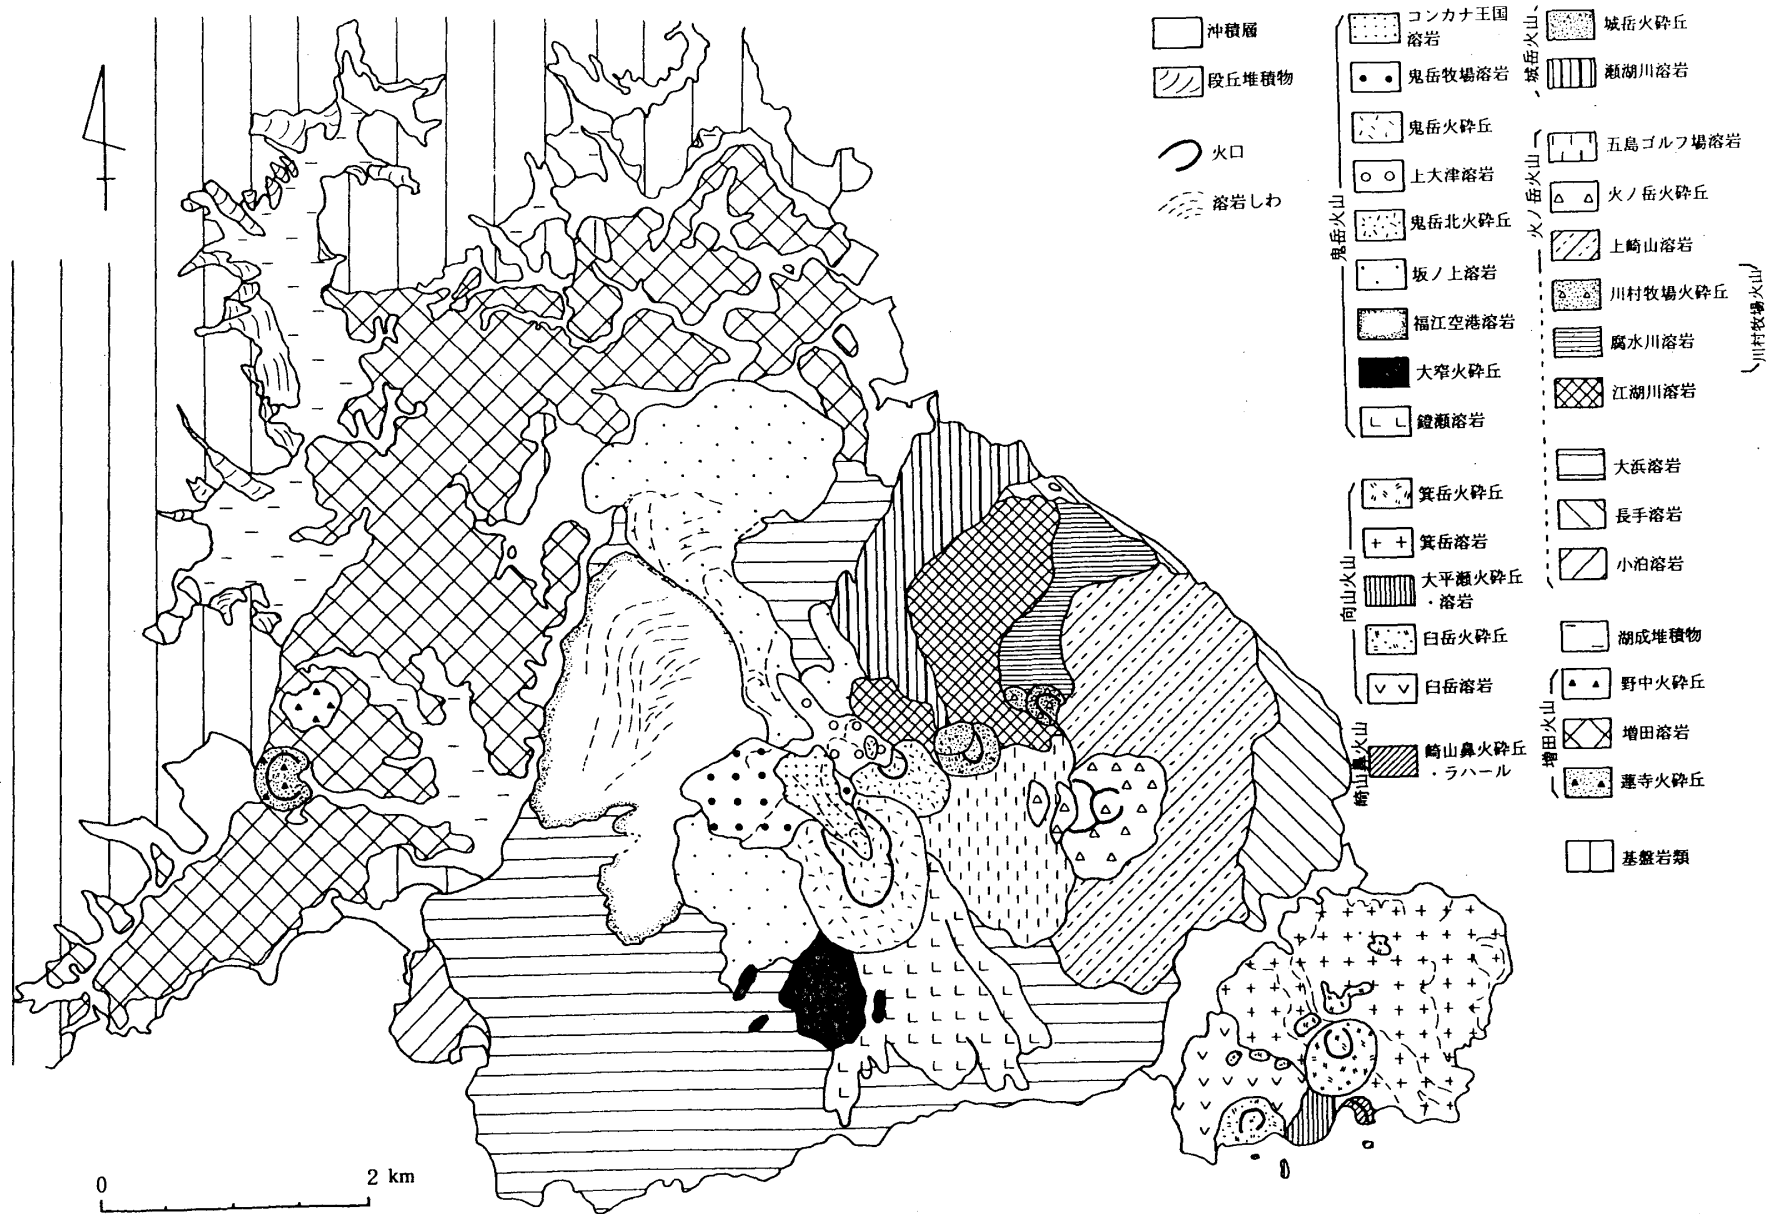 沖積層
段丘堆積物
火口
溶岩しわ
鬼岳火山
コンカナ王国
溶岩
鬼岳牧場溶岩
鬼岳火砕丘
上大津溶岩
鬼岳北火砕丘
坂ノ上溶岩
福江空港溶岩
大窄火砕丘
鐙瀬溶岩
向山火山
箕岳火砕丘
箕岳溶岩
大平瀬火砕丘
・溶岩
臼岳火砕丘
臼岳溶岩
崎山鼻火山
崎山鼻火砕丘
・ラハール
城岳火山
城岳火砕丘
瀬湖川溶岩
火ノ岳火山
五島ゴルフ場溶岩
火ノ岳火砕丘
上崎山溶岩
川村牧場火砕丘
腐水川溶岩
川村牧場火山
江湖川溶岩
大浜溶岩
長手溶岩
小泊溶岩
湖成堆積物
増田火山
野中火砕丘
増田溶岩
蓮寺火砕丘
基盤岩類
0
2 km